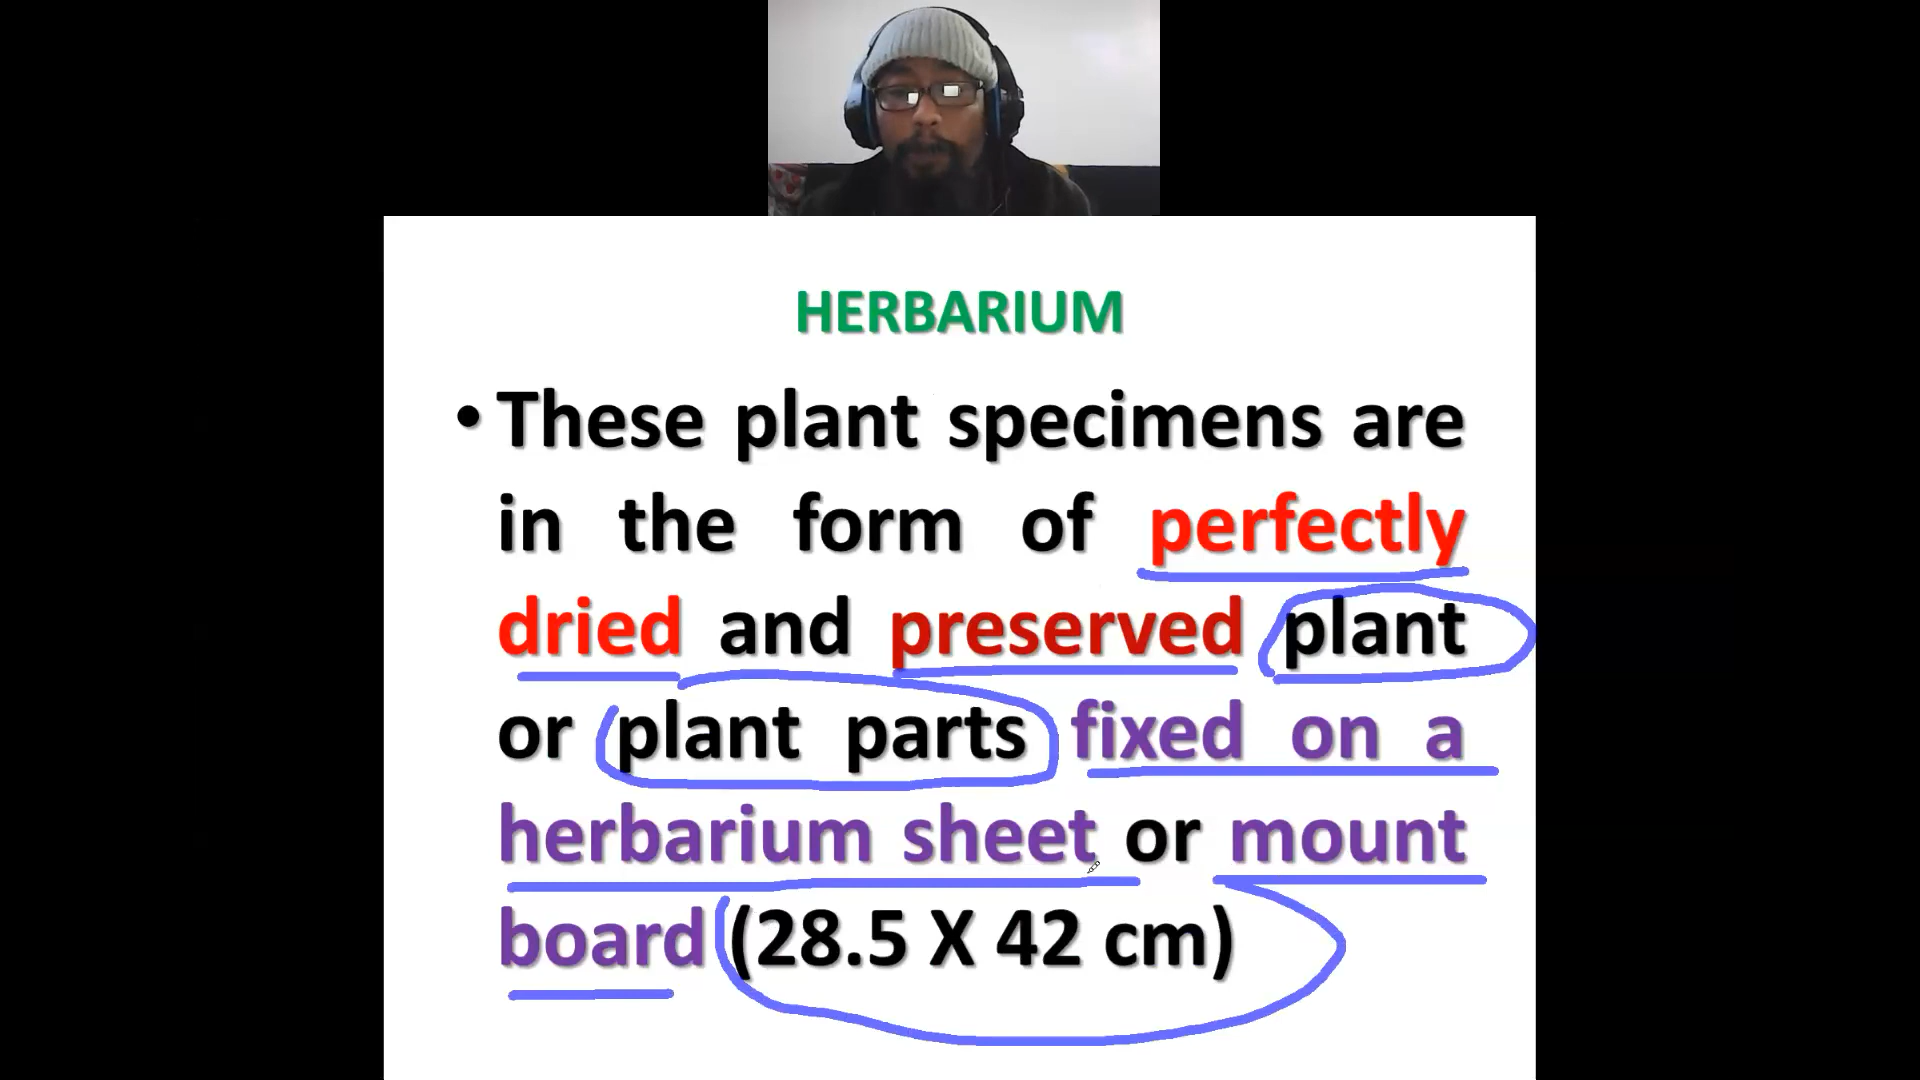 HERBARIUM
• These plant specimens are
in the form of perfectly
dried and preserved plant
or plant parts fixed on a
herbarium sheet or mount
board (28.5 X 42 cm)